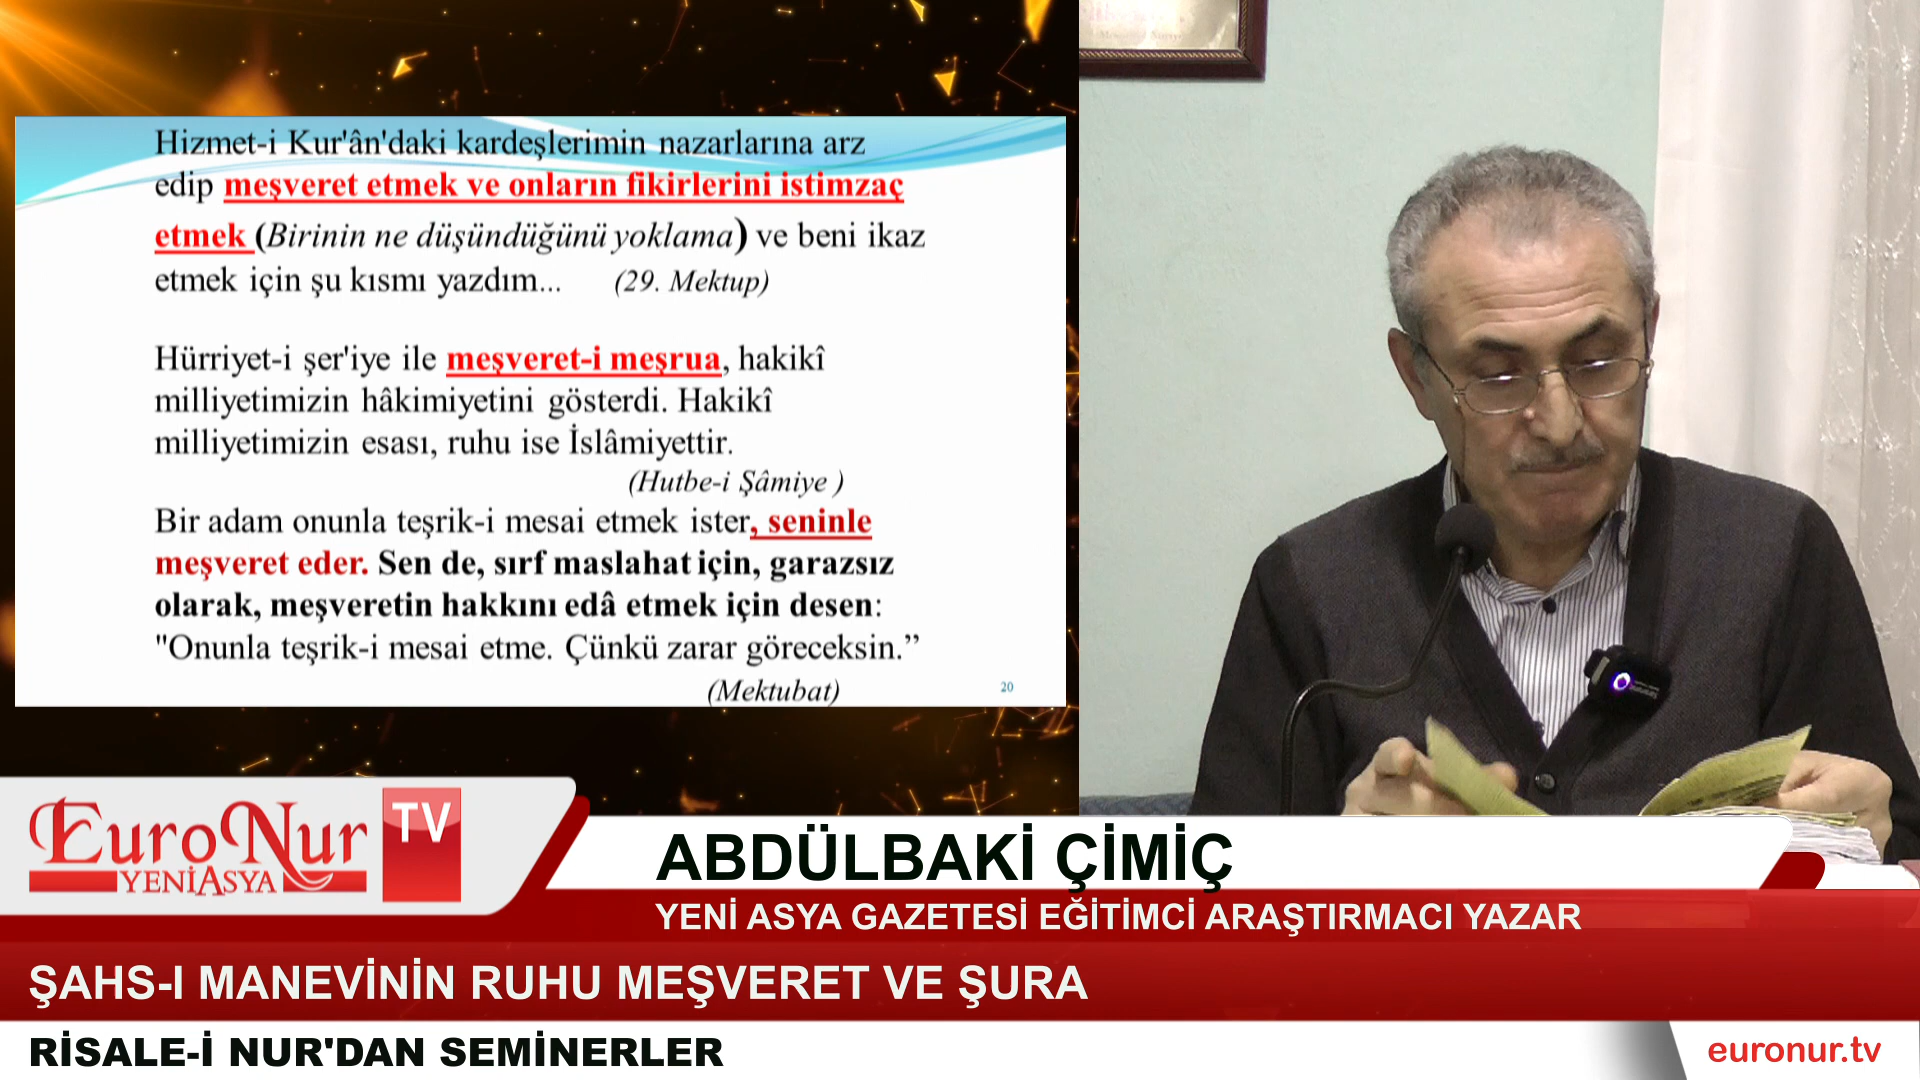 Hizmet-i Kur'ân'daki kardeşlerimin nazarlarına arz
edip meşveret etmek ve onların fikirlerini istimzaç
etmek (Birinin ne düşündüğünü yoklama) ve beni ikaz
etmek için şu kısmı yazdım... (29. Mektup)
Hürriyet-i şer'iye ile meşveret-i meşrua, hakikî
milliyetimizin hâkimiyetini gösterdi. Hakikî
milliyetimizin esası, ruhu ise İslâmiyettir.
(Hutbe-i Şâmiye )
Bir adam onunla teşrik-i mesai etmek ister, seninle
meşveret eder. Sen de, sırf maslahat için, garazsız
olarak, meşveretin hakkını edâ etmek için desen:
"Onunla teşrik-i mesai etme. Çünkü zarar göreceksin.”
(Mektubat)
20
EuroNur TV
YENİASYA
ABDÜLBAKİ ÇİMİÇ
YENİ ASYA GAZETESİ EĞİTİMCİ ARAŞTIRMACI YAZAR
ŞAHS-I MANEVİNİN RUHU MEŞVERET VE ŞURA
RİSALE-İ NUR'DAN SEMİNERLER
euronur.tv